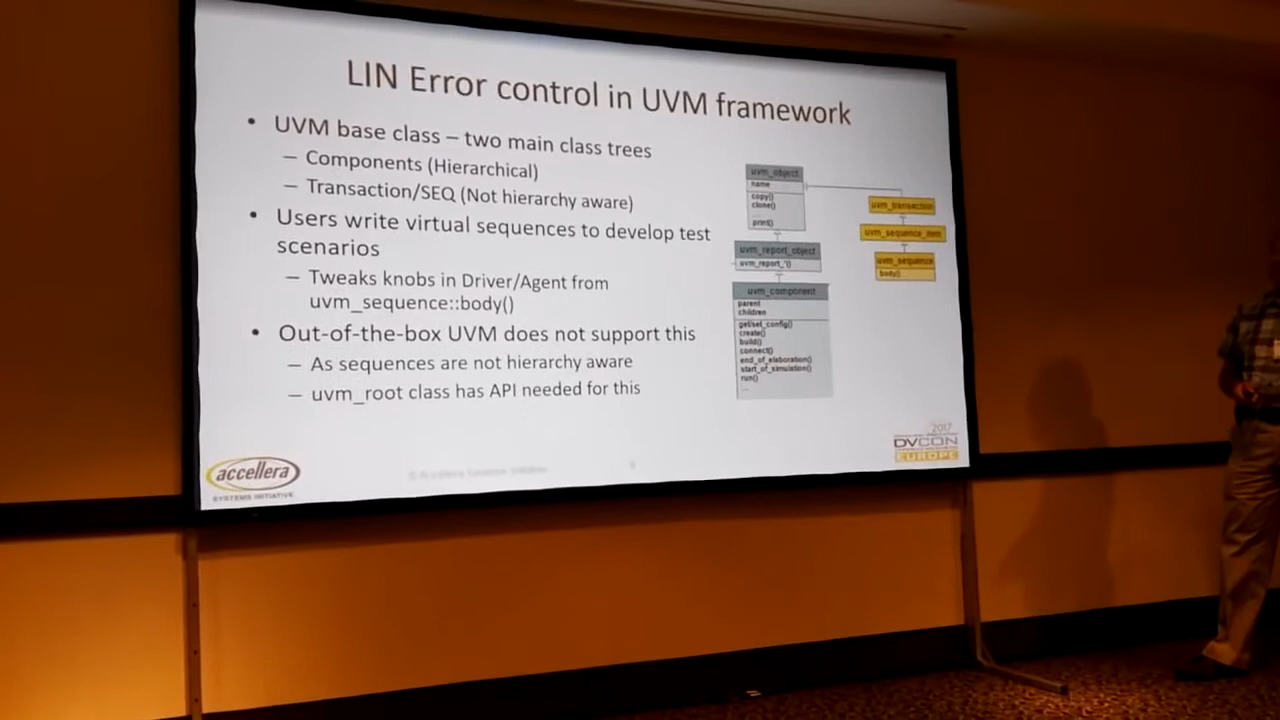 LIN Error control in UVM framework
• UVM base class – two main class trees
– Components (Hierarchical)
– Transaction/SEQ (Not hierarchy aware)
• Users write virtual sequences to develop test
scenarios
– Tweaks knobs in Driver/Agent from
uvm_sequence::body()
• Out-of-the-box UVM does not support this
– As sequences are not hierarchy aware
– uvm_root class has API needed for this
uvm_object
name
copy()
clone()
...
print()
uvm_report_object
uvm_report_*()
uvm_component
parent
children
get/set_config()
create()
build()
connect()
end_of_elaboration()
start_of_simulation()
run()
...
uvm_transaction
uvm_sequence_item
uvm_sequence
body()
accellera
SYSTEMS INITIATIVE
© Accellera Systems Initiative
2017
DVCON
EUROPE